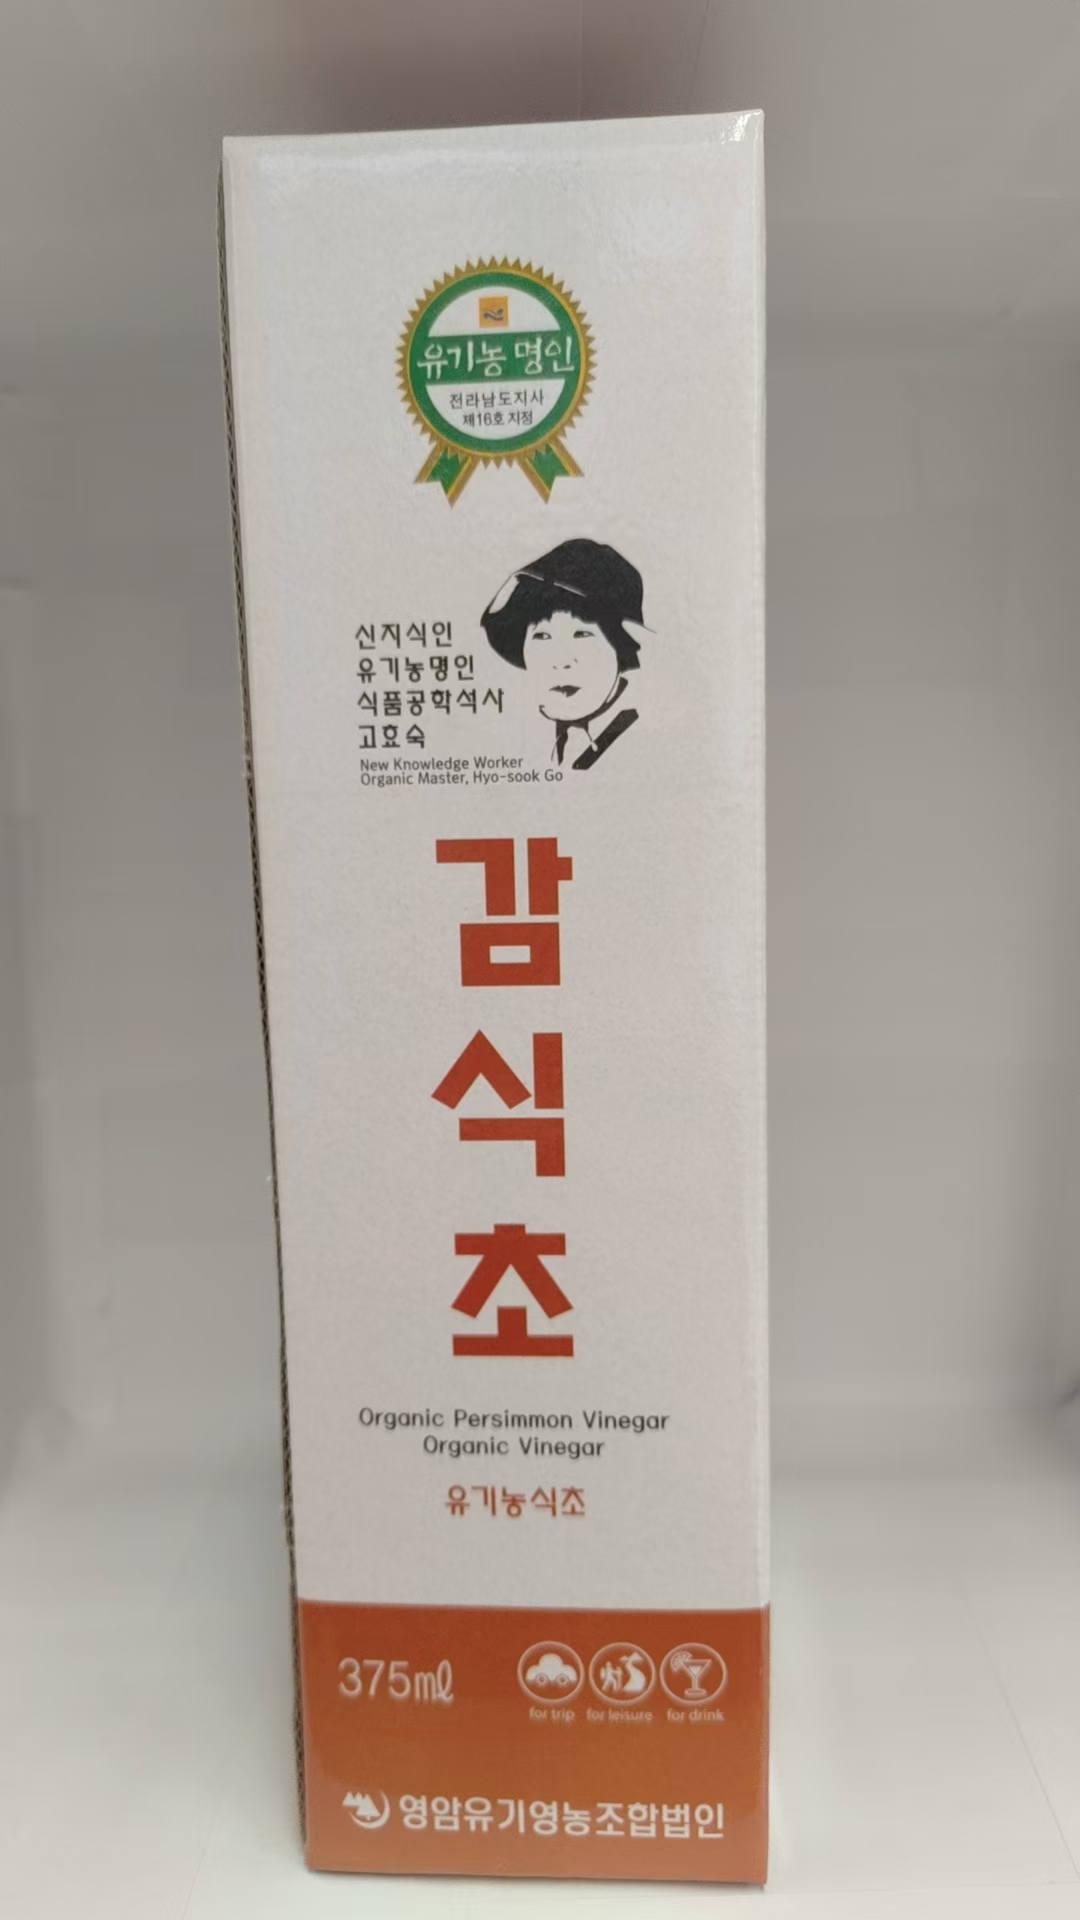 유기농 명인
전라남도지사
제16호 지정
신지식인
유기농명인
식품공학석사
고효숙
New Knowledge Worker
Organic Master, Hyo-sook Go
감
식
초
Organic Persimmon Vinegar
Organic Vinegar
유기농식초
375㎖
for trip for leisure for drink
영암유기영농조합법인